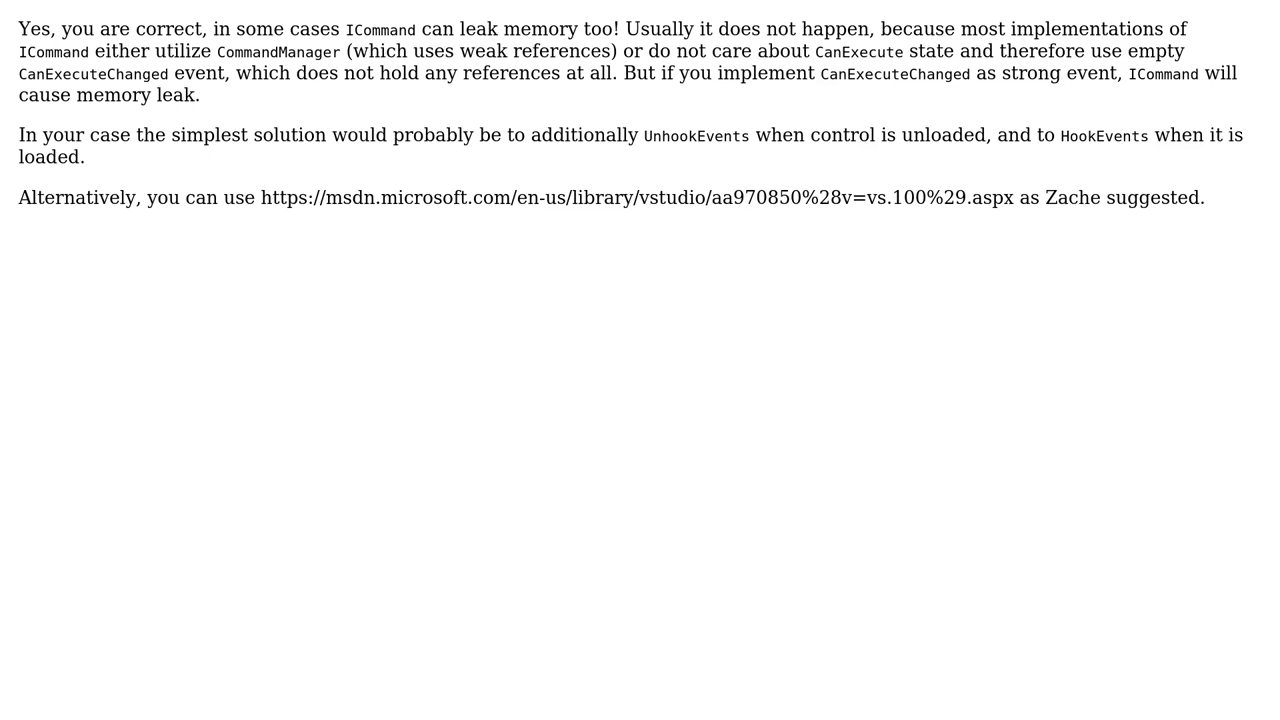 Yes, you are correct, in some cases ICommand can leak memory too! Usually it does not happen, because most implementations of
ICommand either utilize CommandManager (which uses weak references) or do not care about CanExecute state and therefore use empty
CanExecuteChanged event, which does not hold any references at all. But if you implement CanExecuteChanged as strong event, ICommand will
cause memory leak.
In your case the simplest solution would probably be to additionally UnhookEvents when control is unloaded, and to HookEvents when it is
loaded.
Alternatively, you can use https://msdn.microsoft.com/en-us/library/vstudio/aa970850%28v=vs.100%29.aspx as Zache suggested.